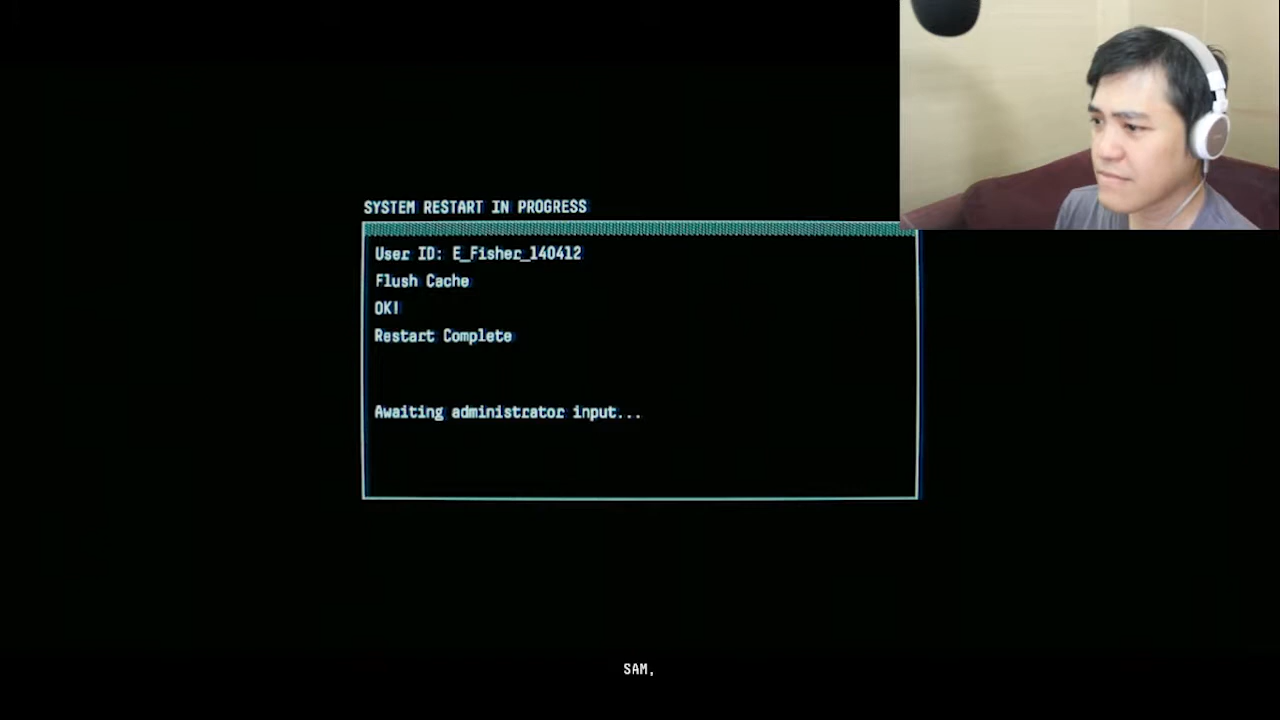 SYSTEM RESTART IN PROGRESS
User ID: E_Fisher_140412
Flush Cache
OK!
Restart Complete
Awaiting administrator input...
SAM,